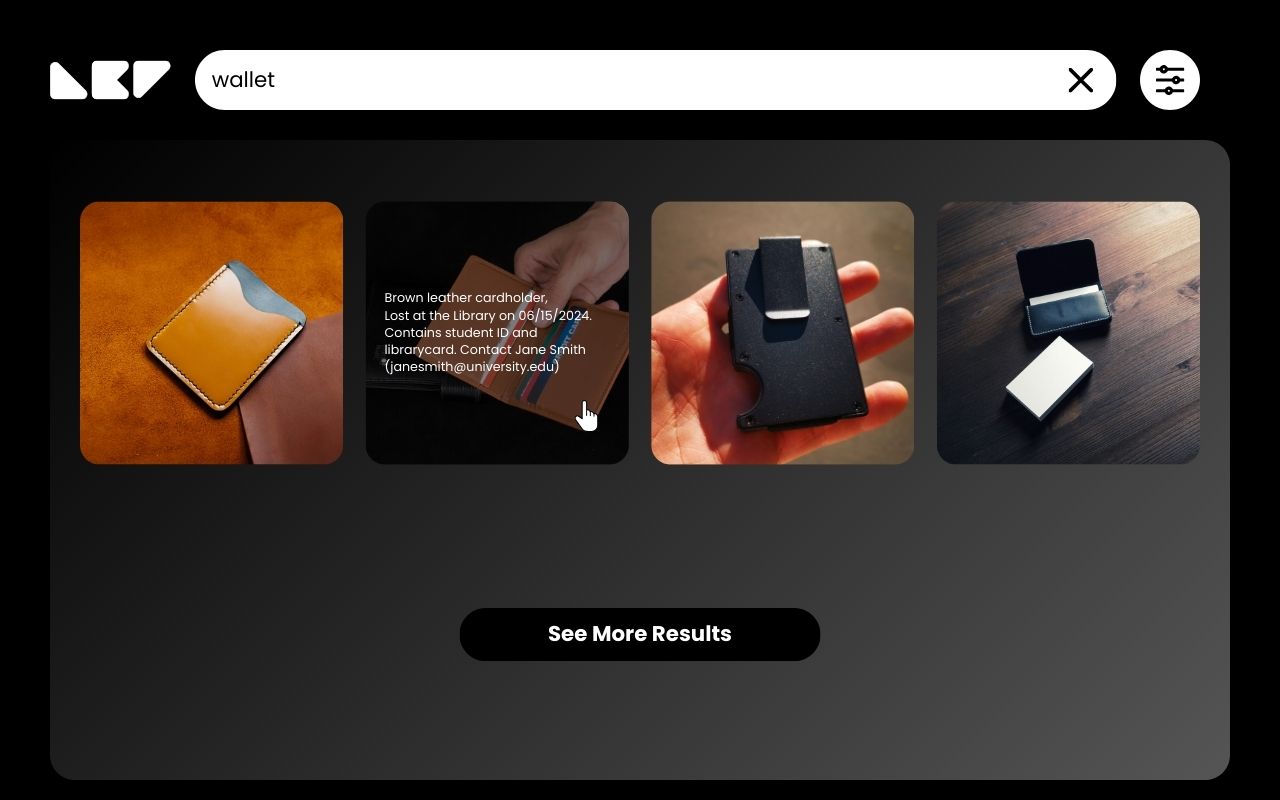 wallet
Brown leather cardholder,
Lost at the Library on 06/15/2024.
Contains student ID and
librarycard. Contact Jane Smith
(janesmith@university.edu)
See More Results